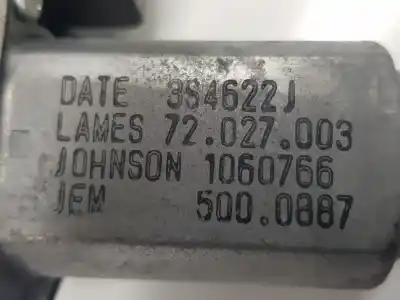 DATE 3S4622J
LAMES 72.027.003
JOHNSON 1060766
JEM 500.0887